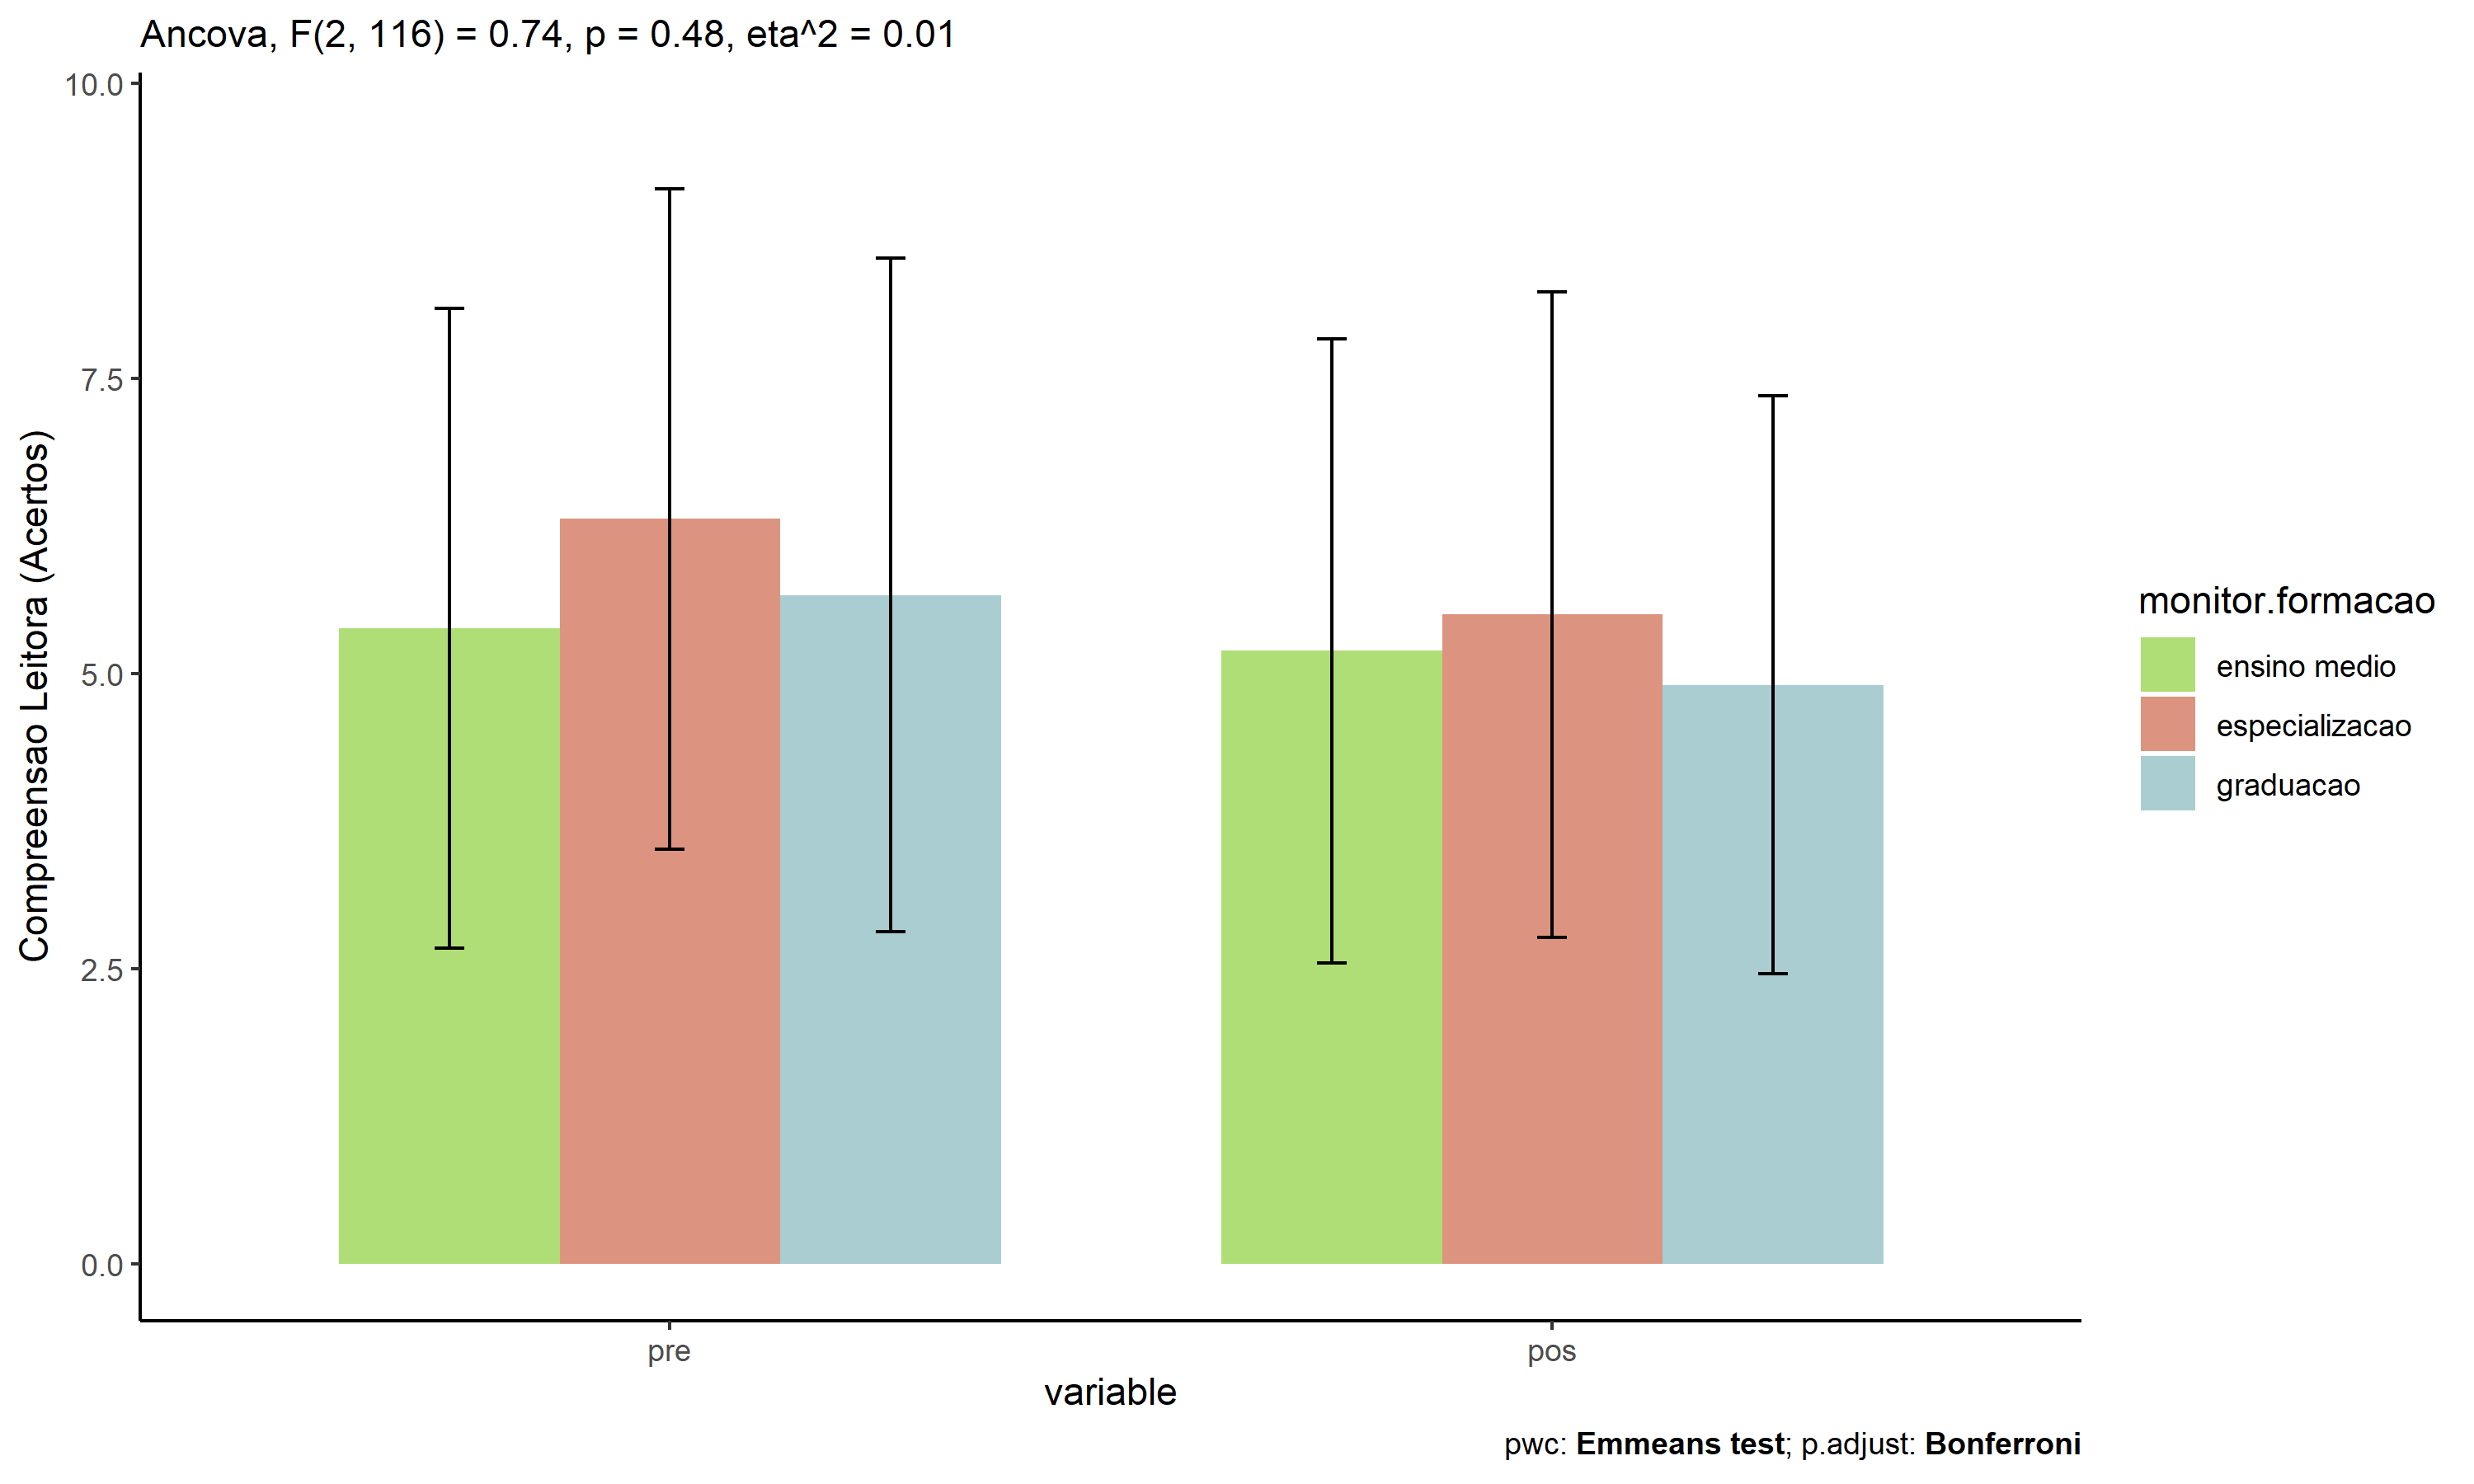 Ancova, F(2, 116) = 0.74, p = 0.48, eta^2 = 0.01
10.0
7.5
5.0
2.5
0.0
Compreensao Leitora (Acertos)
pre
pos
variable
monitor.formacao
ensino medio
especializacao
graduacao
pwc: Emmeans test; p.adjust: Bonferroni